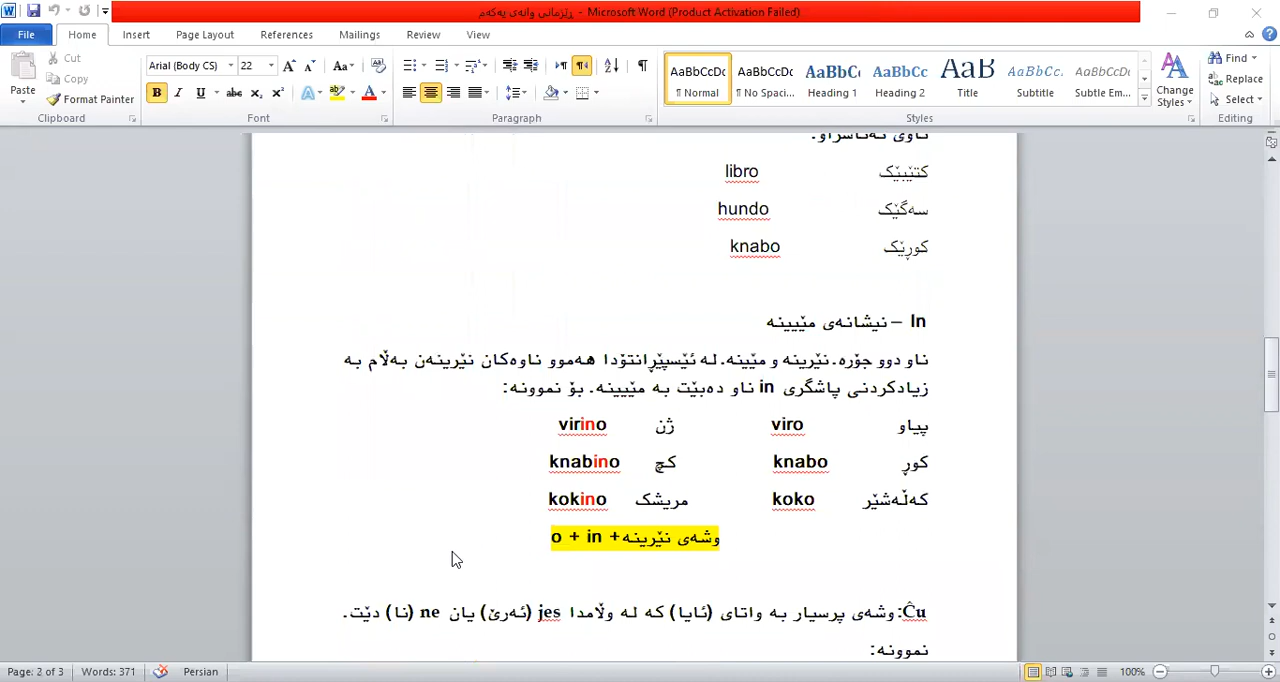 ڕێزمانی وانەی یەکەم - Microsoft Word (Product Activation Failed)
File Home Insert Page Layout References Mailings Review View
Paste Cut Copy Format Painter
Arial (Body CS) 22
AaBbCcDc AaBbCcDc AaBbCc AaBbCc AaB AaBbCc. AaBbCcDc
¶ Normal ¶ No Spaci... Heading 1 Heading 2 Title Subtitle Subtle Em...
Change Styles
Find Replace Select
Clipboard Font Paragraph Styles Editing
ناوی نەناسراو.
کتێبێک libro
سەگێک hundo
کوڕێک knabo
In – نیشانەی مێیینە
ناو دوو جۆرە. نێرینە و مێینە. لە ئێسپێڕانتۆدا هەموو ناوەکان نێرینەن بەڵام بە
زیادکردنی پاشگری in ناو دەبێت بە مێیینە. بۆ نموونە:
پیاو viro ژن virino
کوڕ knabo کچ knabino
کەڵەشێر koko مریشک kokino
وشەی نێرینە+ o + in
Ĉu: وشەی پرسیار بە واتای (ئایا) کە لە وڵامدا jes (ئەرێ) یان ne (نا) دێت.
نموونە:
Page: 2 of 3 Words: 371 Persian 100%